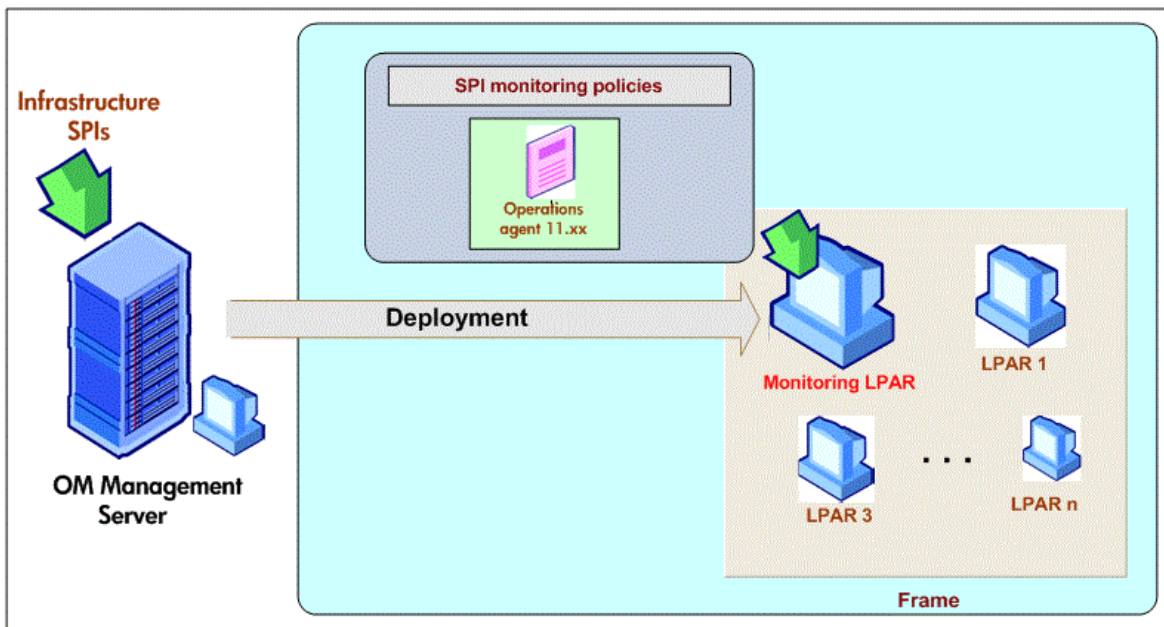 Infrastructure
SPIs
SPI monitoring policies
Operations
agent 11.xx
Deployment
Monitoring LPAR
LPAR 1
LPAR 3
. . .
LPAR n
OM Management
Server
Frame